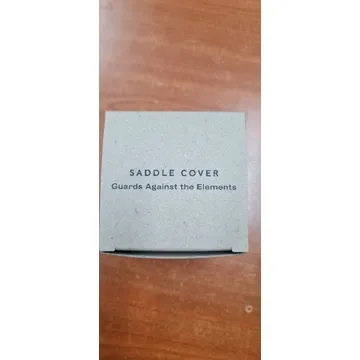 SADDLE COVER
Guards Against the Elements